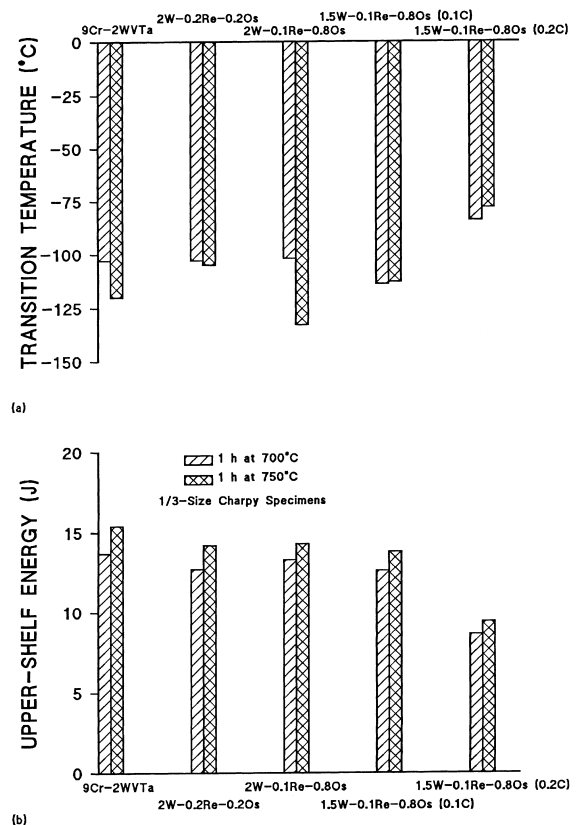 2W-0.2Re-0.2Os 1.5W-0.1Re-0.8Os (0.1C)
9Cr-2WVTa 2W-0.1Re-0.8Os 1.5W-0.1Re-0.8Os (0.2C)
TRANSITION TEMPERATURE (°C)
0
-25
-50
-75
-100
-125
-150
(a)
UPPER-SHELF ENERGY (J)
20
15
10
5
0
1 h at 700°C
1 h at 750°C
1/3-Size Charpy Specimens
9Cr-2WVTa 2W-0.1Re-0.8Os 1.5W-0.1Re-0.8Os (0.2C)
2W-0.2Re-0.2Os 1.5W-0.1Re-0.8Os (0.1C)
(b)